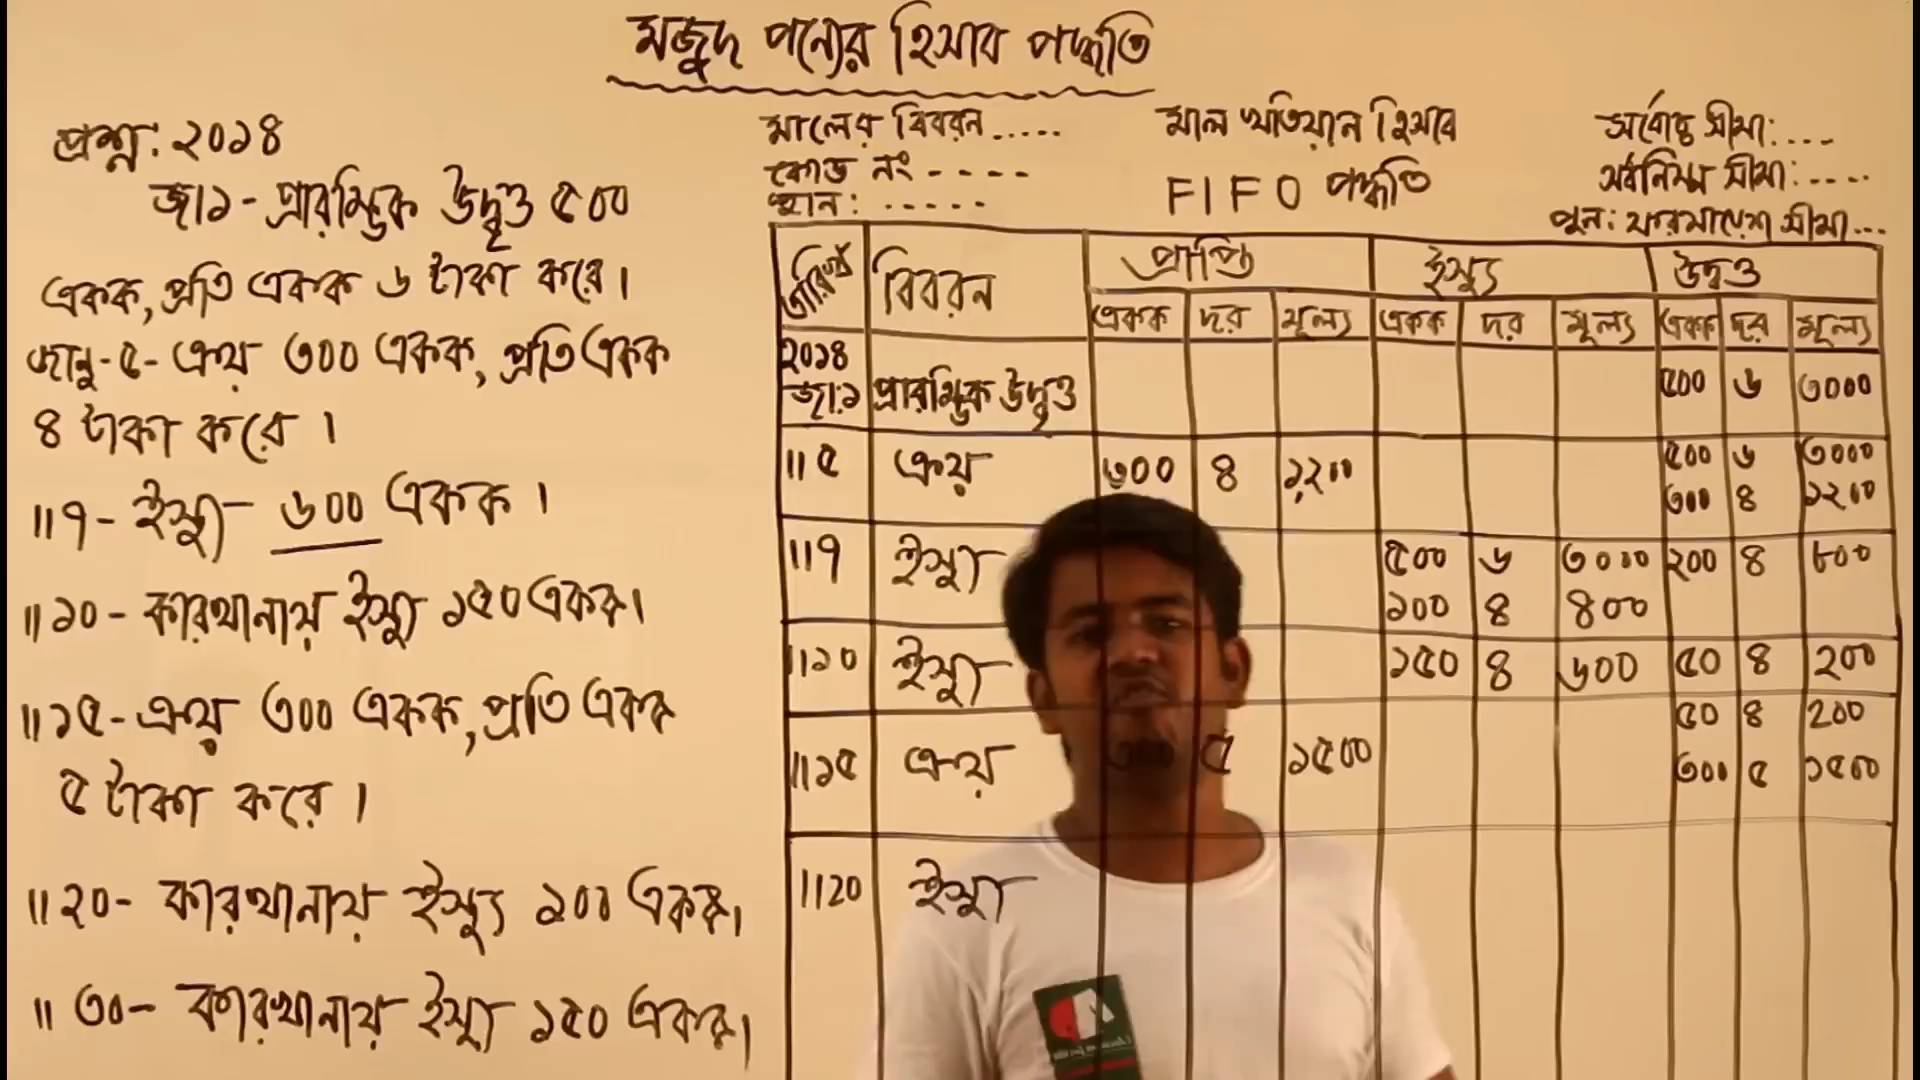 মজুদ পন্যের হিসাব পদ্ধতি
প্রশ্ন: ২০১৪
জা১ - প্রারম্ভিক উদ্বৃত্ত ৫০০
একক, প্রতি একক ৬ টাকা করে।
জানু - ৫ - ক্রয় ৩০০ একক, প্রতি একক
৪ টাকা করে।
॥ ৭ - ইস্যু ৬০০ একক।
॥ ১০ - কারখানায় ইস্যু ১৫০ একক।
॥ ১৫ - ক্রয় ৩০০ একক, প্রতি একক
৫ টাকা করে।
॥ ২০ - কারখানায় ইস্যু ১০০ একক।
॥ ৩০ - কারখানায় ইস্যু ১৫০ একক।
মালের বিবরন.....
কোড নং - - - -
স্থান: .....
মাল খতিয়ান হিসাব
FIFO পদ্ধতি
সর্বোচ্চ সীমা: ....
সর্বনিম্ন সীমা: ....
পুন: ফরমায়েশ সীমা...
তারিখ বিবরন প্রাপ্তি ইস্যু উদ্বৃত্ত
একক দর মূল্য একক দর মূল্য একক দর মূল্য
২০১৪
জা:১ প্রারম্ভিক উদ্বৃত্ত ৫০০ ৬ ৩০০০
॥ ৫ ক্রয় ৩০০ ৪ ১২০০ ৫০০ ৬ ৩০০০
৩০০ ৪ ১২০০
॥ ৭ ইস্যু ৫০০ ৬ ৩০০০ ২০০ ৪ ৮০০
১০০ ৪ ৪০০
॥ ১০ ইস্যু ১৫০ ৪ ৬০০ ৫০ ৪ ২০০
৫০ ৪ ২০০
॥ ১৫ ক্রয় ৩০০ ৫ ১৫০০ ৩০০ ৫ ১৫০০
॥ ২০ ইস্যু